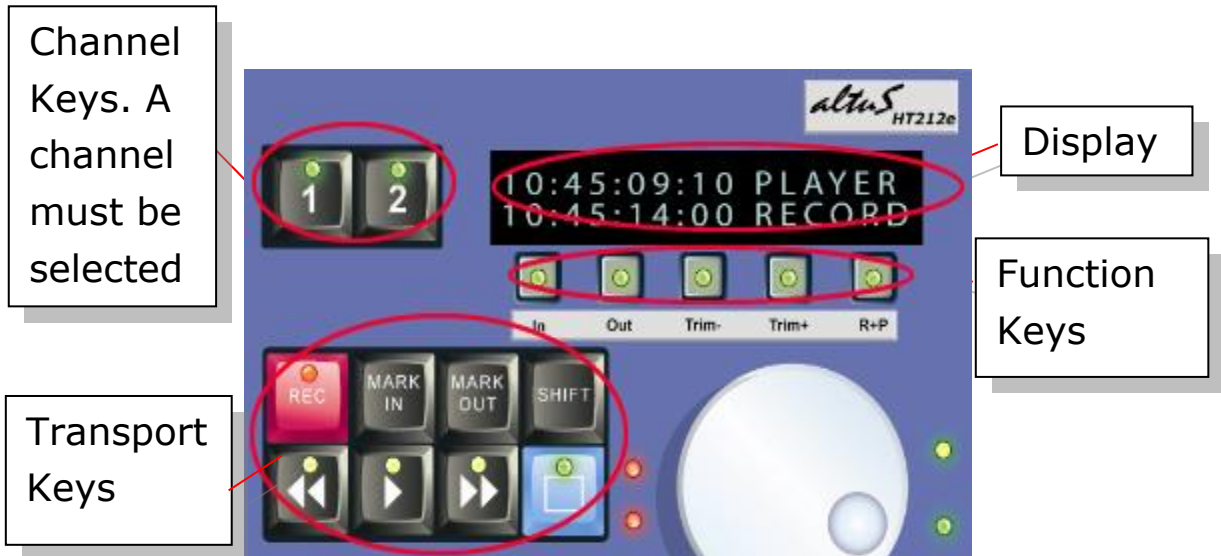 Channel
Keys. A
channel
must be
selected
altuS
HT212e
Display
1
2
10:45:09:10 PLAYER
10:45:14:00 RECORD
Function
Keys
In Out Trim- Trim+ R+P
REC MARK IN MARK OUT SHIFT
Transport
Keys